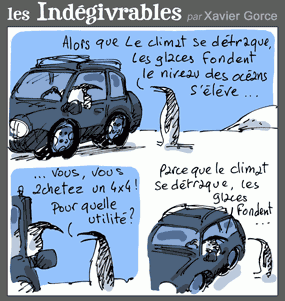 les Indégivrables par Xavier Gorce
Alors que le climat se détraque,
les glaces fondent
le niveau des océans
s'élève ...
... vous, vous
achetez un 4x4 !
Pour quelle
utilité ?
Parce que le climat
se détraque, les
glaces
fondent ...